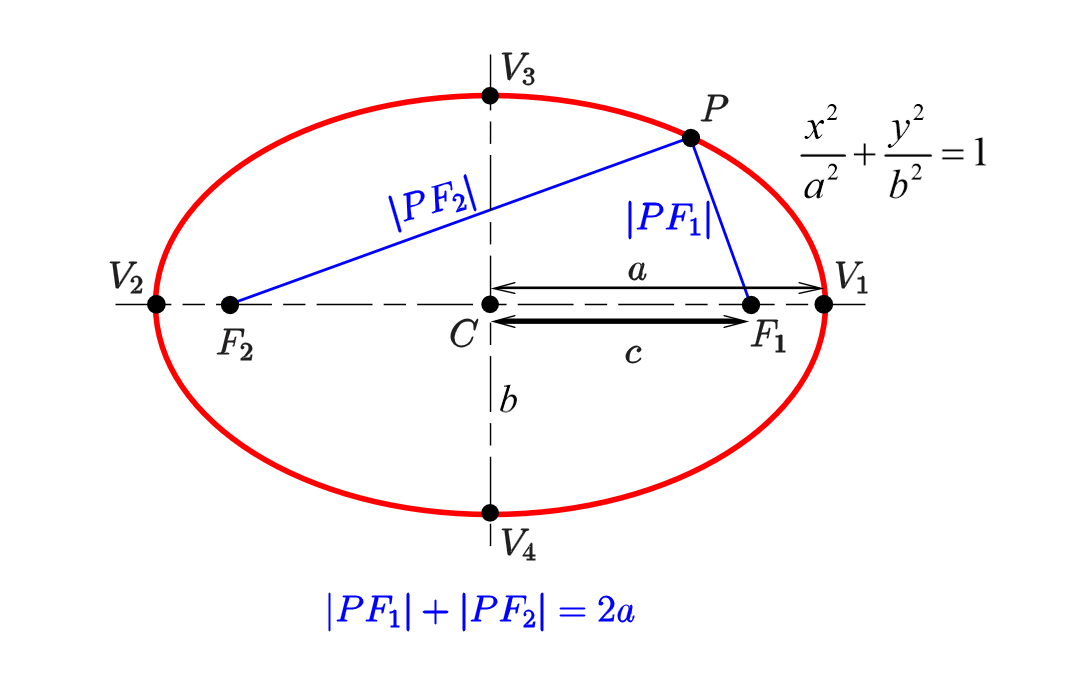 V₃
P
x²/a² + y²/b² = 1
|PF₂|
|PF₁|
V₂
a
V₁
F₂
C
c
F₁
b
V₄
|PF₁| + |PF₂| = 2a